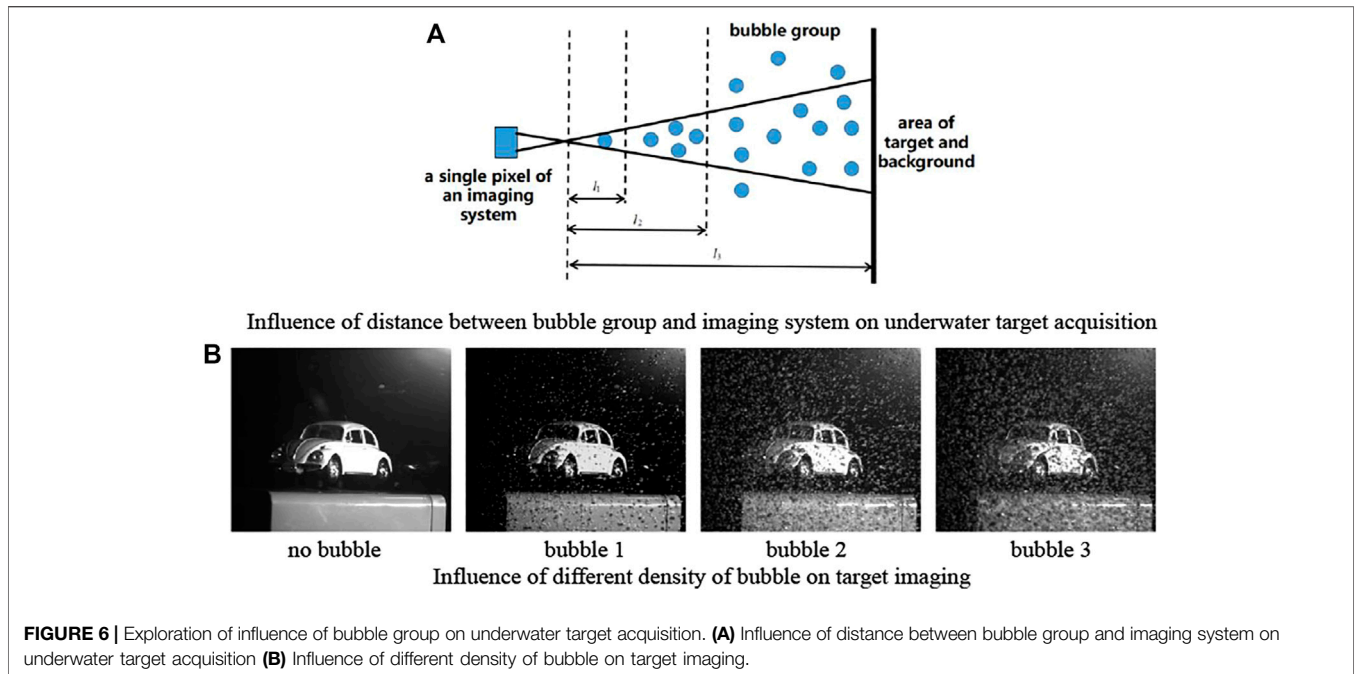 A
bubble group
area of
target and
background
a single pixel of
an imaging
system
l₁
l₂
l₃
Influence of distance between bubble group and imaging system on underwater target acquisition
B
no bubble
bubble 1
bubble 2
bubble 3
Influence of different density of bubble on target imaging
FIGURE 6 | Exploration of influence of bubble group on underwater target acquisition. (A) Influence of distance between bubble group and imaging system on
underwater target acquisition (B) Influence of different density of bubble on target imaging.